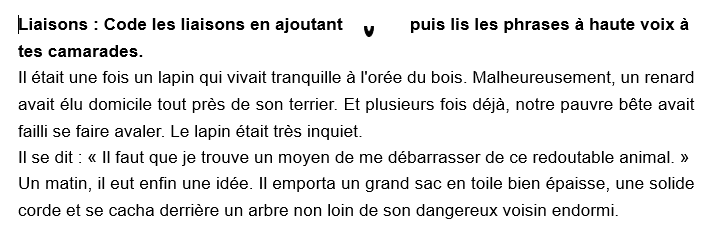 Liaisons : Code les liaisons en ajoutant ᴗ puis lis les phrases à haute voix à
tes camarades.
Il était une fois un lapin qui vivait tranquille à l'orée du bois. Malheureusement, un renard
avait élu domicile tout près de son terrier. Et plusieurs fois déjà, notre pauvre bête avait
failli se faire avaler. Le lapin était très inquiet.
Il se dit : « Il faut que je trouve un moyen de me débarrasser de ce redoutable animal. »
Un matin, il eut enfin une idée. Il emporta un grand sac en toile bien épaisse, une solide
corde et se cacha derrière un arbre non loin de son dangereux voisin endormi.